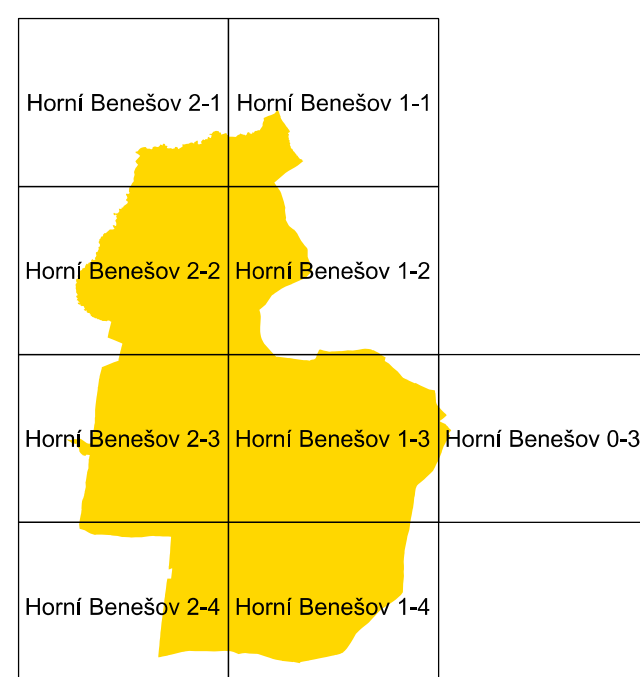 Horní Benešov 2-1
Horní Benešov 1-1
Horní Benešov 2-2
Horní Benešov 1-2
Horní Benešov 2-3
Horní Benešov 1-3
Horní Benešov 0-3
Horní Benešov 2-4
Horní Benešov 1-4